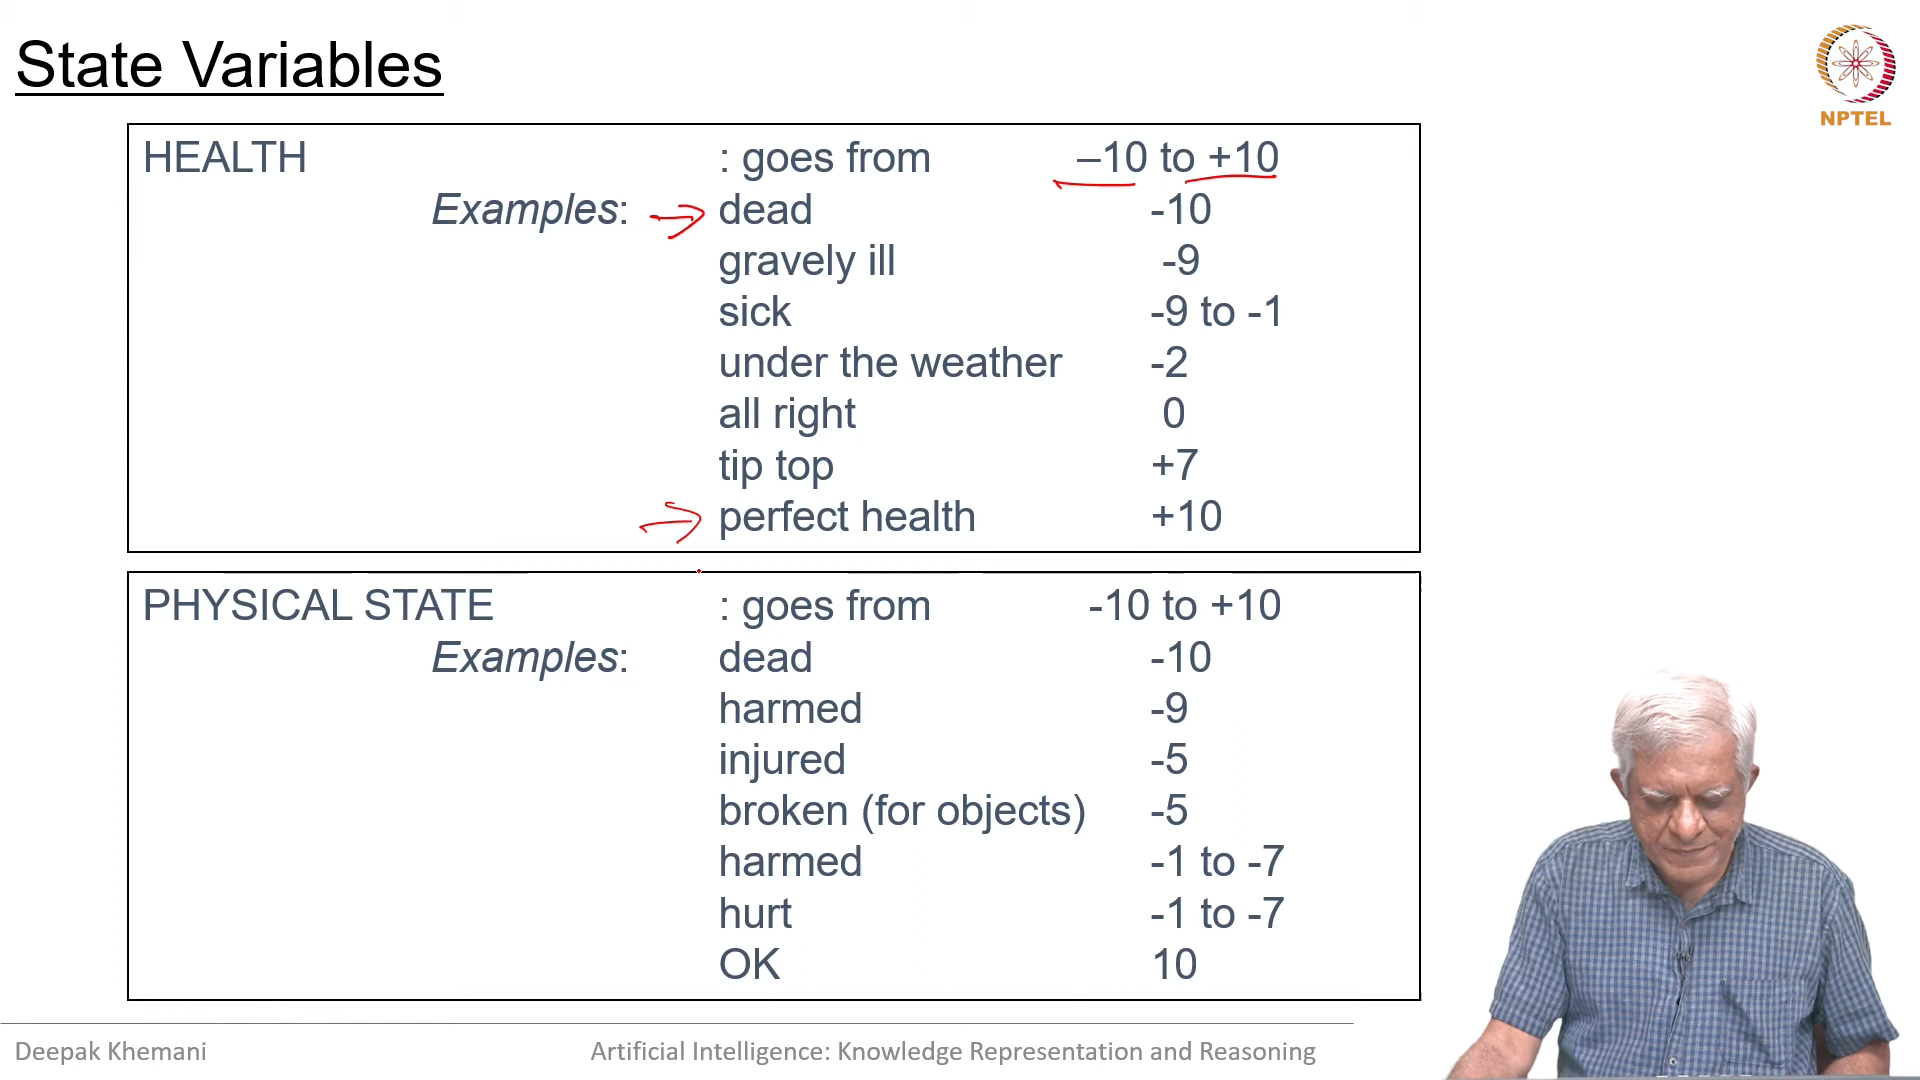 State Variables
NPTEL
HEALTH : goes from –10 to +10
Examples: dead -10
gravely ill -9
sick -9 to -1
under the weather -2
all right 0
tip top +7
perfect health +10
PHYSICAL STATE : goes from -10 to +10
Examples: dead -10
harmed -9
injured -5
broken (for objects) -5
harmed -1 to -7
hurt -1 to -7
OK 10
Deepak Khemani Artificial Intelligence: Knowledge Representation and Reasoning